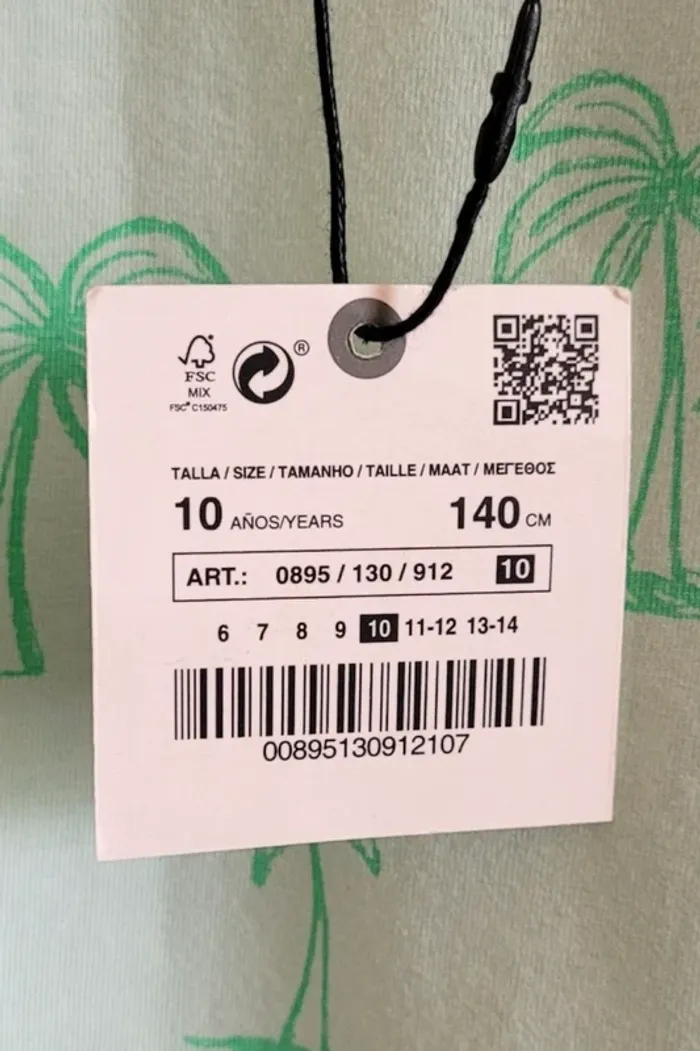 FSC
MIX
FSC® C150475
®
TALLA / SIZE / TAMANHO / TAILLE / MAAT / ΜΕΓΕΘΟΣ
10 AÑOS/YEARS 140 CM
ART.: 0895 / 130 / 912 10
6 7 8 9 10 11-12 13-14
00895130912107